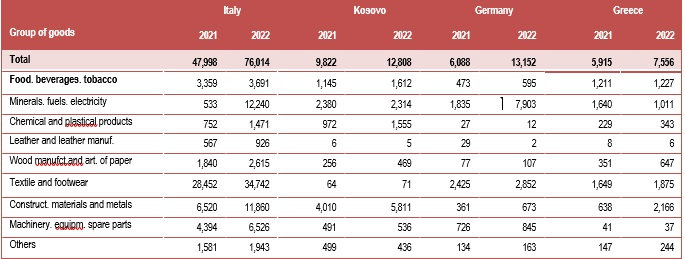 Italy Kosovo Germany Greece
Group of goods 2021 2022 2021 2022 2021 2022 2021 2022
Total 47,998 76,014 9,822 12,808 6,088 13,152 5,915 7,556
Food. beverages. tobacco 3,359 3,691 1,145 1,612 473 595 1,211 1,227
Minerals. fuels. electricity 533 12,240 2,380 2,314 1,835 7,903 1,640 1,011
Chemical and plastical products 752 1,471 972 1,555 27 12 229 343
Leather and leather manuf. 567 926 6 5 29 2 8 6
Wood manufct.and art. of paper 1,840 2,615 256 469 77 107 351 647
Textile and footwear 28,452 34,742 64 71 2,425 2,852 1,649 1,875
Construct. materials and metals 6,520 11,860 4,010 5,811 361 673 638 2,166
Machinery. equipm. spare parts 4,394 6,526 491 536 726 845 41 37
Others 1,581 1,943 499 436 134 163 147 244